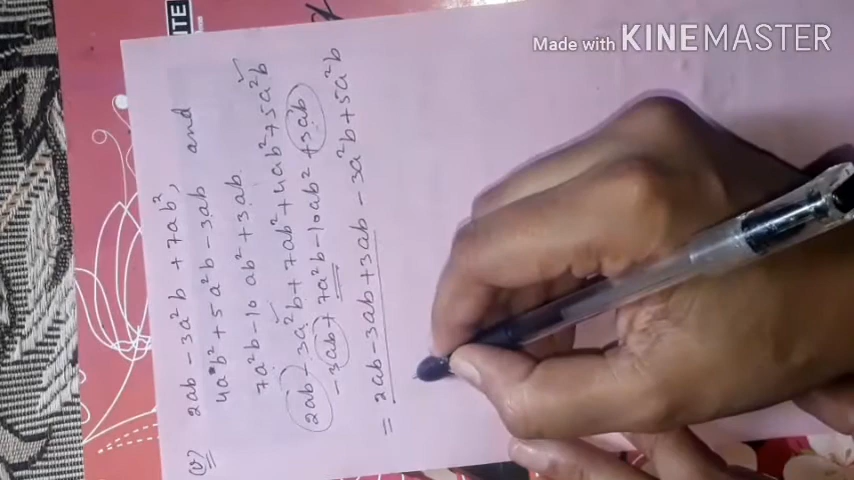 (v) 2ab - 3a²b + 7ab²,
4ab² + 5a²b - 3ab and
7a²b - 10 ab² + 3ab.
2ab - 3a²b + 7ab² + 4ab² + 5a²b
- 3ab + 7a²b - 10ab² + 3ab
= 2ab - 3ab + 3ab - 3a²b + 5a²b
Made with KINEMASTER